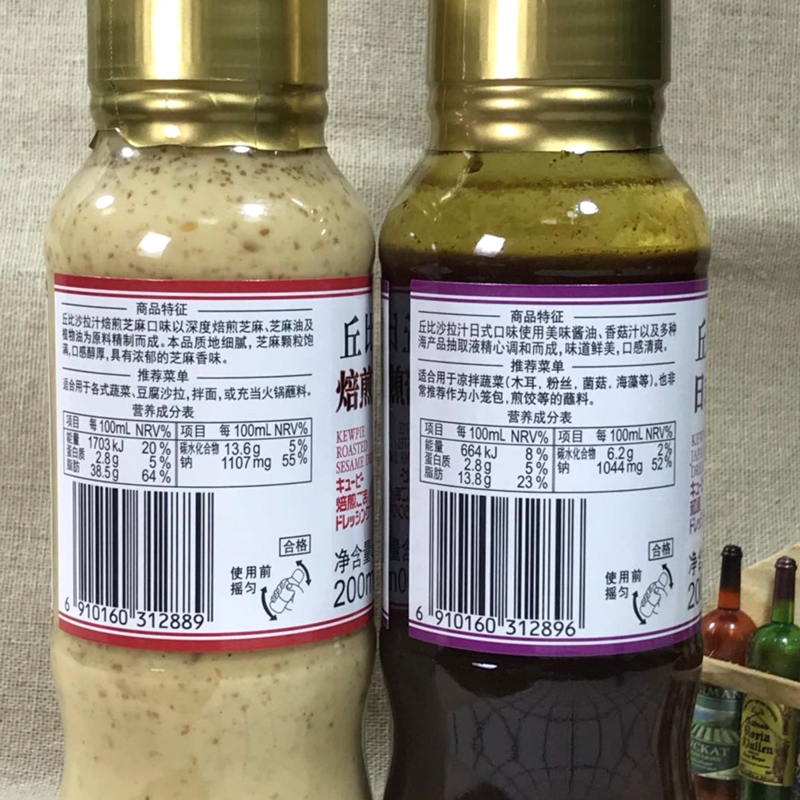 商品特征
丘比沙拉汁焙煎芝麻口味以深度焙煎芝麻、芝麻油及
植物油为原料精制而成。本品质地细腻,芝麻颗粒饱
满,口感醇厚,具有浓郁的芝麻香味。
推荐菜单
适合用于各式蔬菜、豆腐沙拉,拌面,或充当火锅蘸料。
营养成分表
项目 每100mL NRV% 项目 每100mL NRV%
能量 1703kJ 20% 碳水化合物 13.6g 5%
蛋白质 2.8g 5% 钠 1107mg 55%
脂肪 38.5g 64%
合格
使用前
摇匀
6 910160 312889
丘比
焙煎
KEWPIE
ROASTED
SESAME
キユーピー
焙煎ごま
ドレッシング
净含量
200m
商品特征
丘比沙拉汁日式口味使用美味酱油、香菇汁以及多种
海产品抽取液精心调和而成,味道鲜美,口感清爽。
推荐菜单
适合用于凉拌蔬菜(木耳,粉丝,菌菇,海藻等)。也非
常推荐作为小笼包,煎饺等的蘸料。
营养成分表
项目 每100mL NRV% 项目 每100mL NRV%
能量 664kJ 8% 碳水化合物 6.2g 2%
蛋白质 2.8g 5% 钠 1044mg 52%
脂肪 13.8g 23%
合格
使用前
摇匀
6 910160 312896
丘
日
净
200